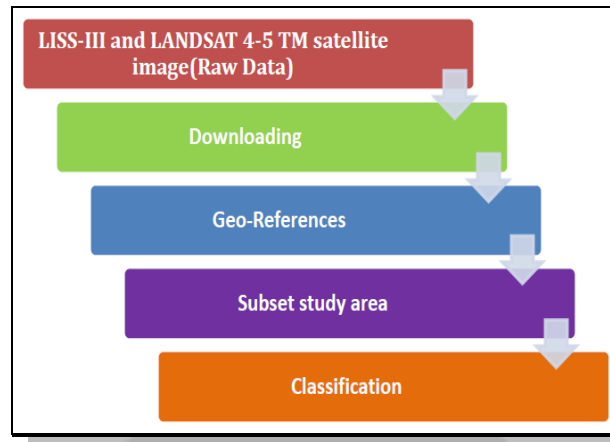 LISS-III and LANDSAT 4-5 TM satellite
image(Raw Data)
Downloading
Geo-References
Subset study area
Classification